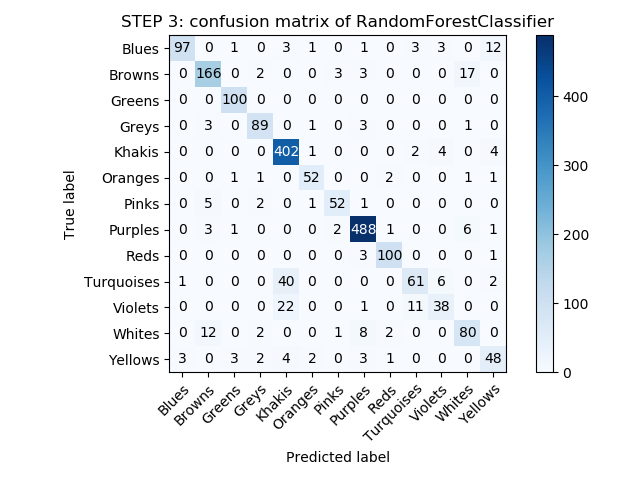 STEP 3: confusion matrix of RandomForestClassifier
True label
Blues 97 0 1 0 3 1 0 1 0 3 3 0 12
Browns 0 166 0 2 0 0 3 3 0 0 0 17 0
Greens 0 0 100 0 0 0 0 0 0 0 0 0 0
Greys 0 3 0 89 0 1 0 3 0 0 0 1 0
Khakis 0 0 0 0 402 1 0 0 0 2 4 0 4
Oranges 0 0 1 1 0 52 0 0 2 0 0 1 1
Pinks 0 5 0 2 0 1 52 1 0 0 0 0 0
Purples 0 3 1 0 0 0 2 488 1 0 0 6 1
Reds 0 0 0 0 0 0 0 3 100 0 0 0 1
Turquoises 1 0 0 0 40 0 0 0 0 61 6 0 2
Violets 0 0 0 0 22 0 0 1 0 11 38 0 0
Whites 0 12 0 2 0 0 1 8 2 0 0 80 0
Yellows 3 0 3 2 4 2 0 3 1 0 0 0 48
Blues Browns Greens Greys Khakis Oranges Pinks Purples Reds Turquoises Violets Whites Yellows
Predicted label
400
300
200
100
0